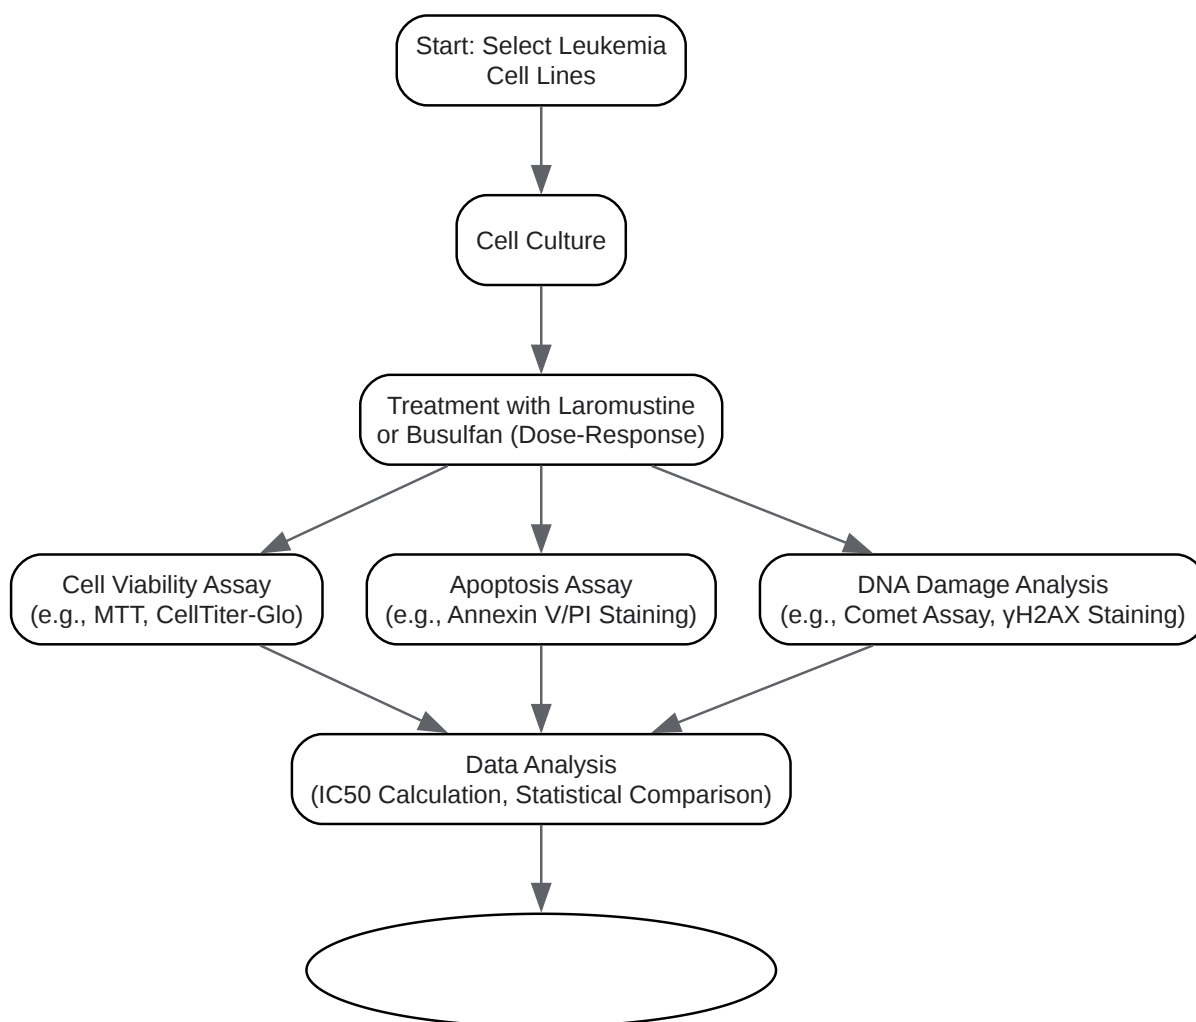 Start: Select Leukemia
Cell Lines
Cell Culture
Treatment with Laromustine
or Busulfan (Dose-Response)
Cell Viability Assay
(e.g., MTT, CellTiter-Glo)
Apoptosis Assay
(e.g., Annexin V/PI Staining)
DNA Damage Analysis
(e.g., Comet Assay, γH2AX Staining)
Data Analysis
(IC50 Calculation, Statistical Comparison)